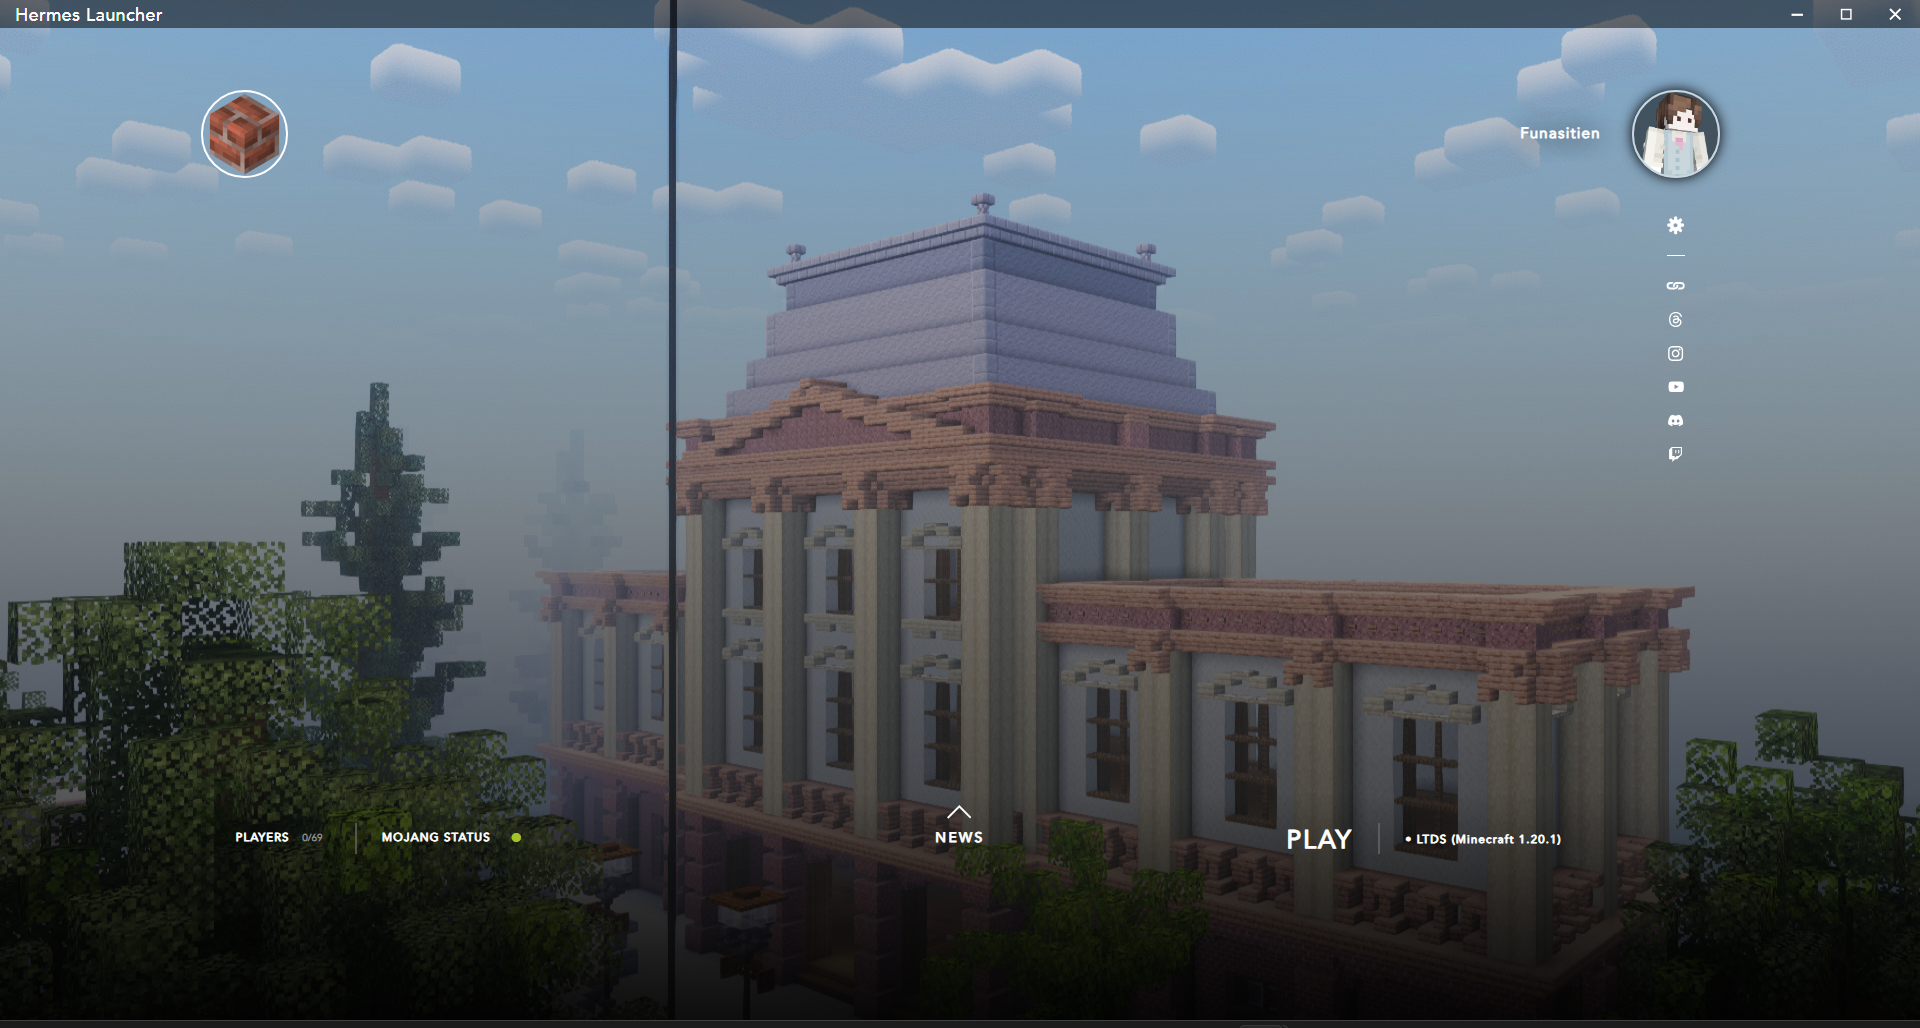 Hermes Launcher
Funasitien
PLAYERS 0/69
MOJANG STATUS
NEWS
PLAY
• LTDS (Minecraft 1.20.1)